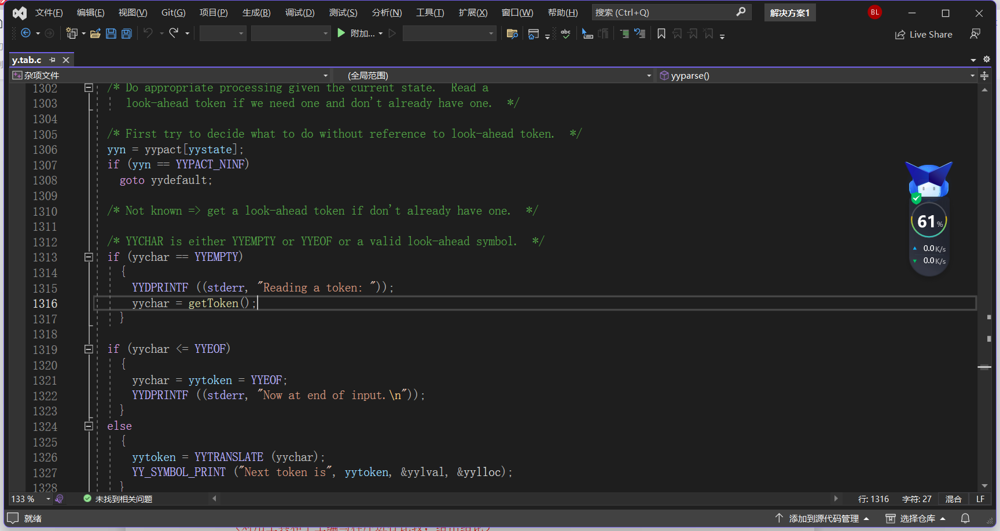 文件(F) 编辑(E) 视图(V) Git(G) 项目(P) 生成(B) 调试(D) 测试(S) 分析(N) 工具(T) 扩展(X) 窗口(W) 帮助(H) 搜索 (Ctrl+Q) 解决方案1 BL
附加... abc Live Share
y.tab.c
杂项文件 (全局范围) yyparse()
1302 /* Do appropriate processing given the current state.  Read a
1303 look-ahead token if we need one and don't already have one.  */
1304
1305 /* First try to decide what to do without reference to look-ahead token.  */
1306 yyn = yypact[yystate];
1307 if (yyn == YYPACT_NINF)
1308 goto yydefault;
1309
1310 /* Not known => get a look-ahead token if don't already have one.  */
1311
1312 /* YYCHAR is either YYEMPTY or YYEOF or a valid look-ahead symbol.  */
1313 if (yychar == YYEMPTY)
1314 {
1315 YYDPRINTF ((stderr, "Reading a token: "));
1316 yychar = getToken();
1317 }
1318
1319 if (yychar <= YYEOF)
1320 {
1321 yychar = yytoken = YYEOF;
1322 YYDPRINTF ((stderr, "Now at end of input.\n"));
1323 }
1324 else
1325 {
1326 yytoken = YYTRANSLATE (yychar);
1327 YY_SYMBOL_PRINT ("Next token is", yytoken, &yylval, &yylloc);
1328 }
61%
0.0K/s
0.0K/s
133 % 未找到相关问题 行: 1316 字符: 27 混合 LF
就绪 添加到源代码管理 选择仓库